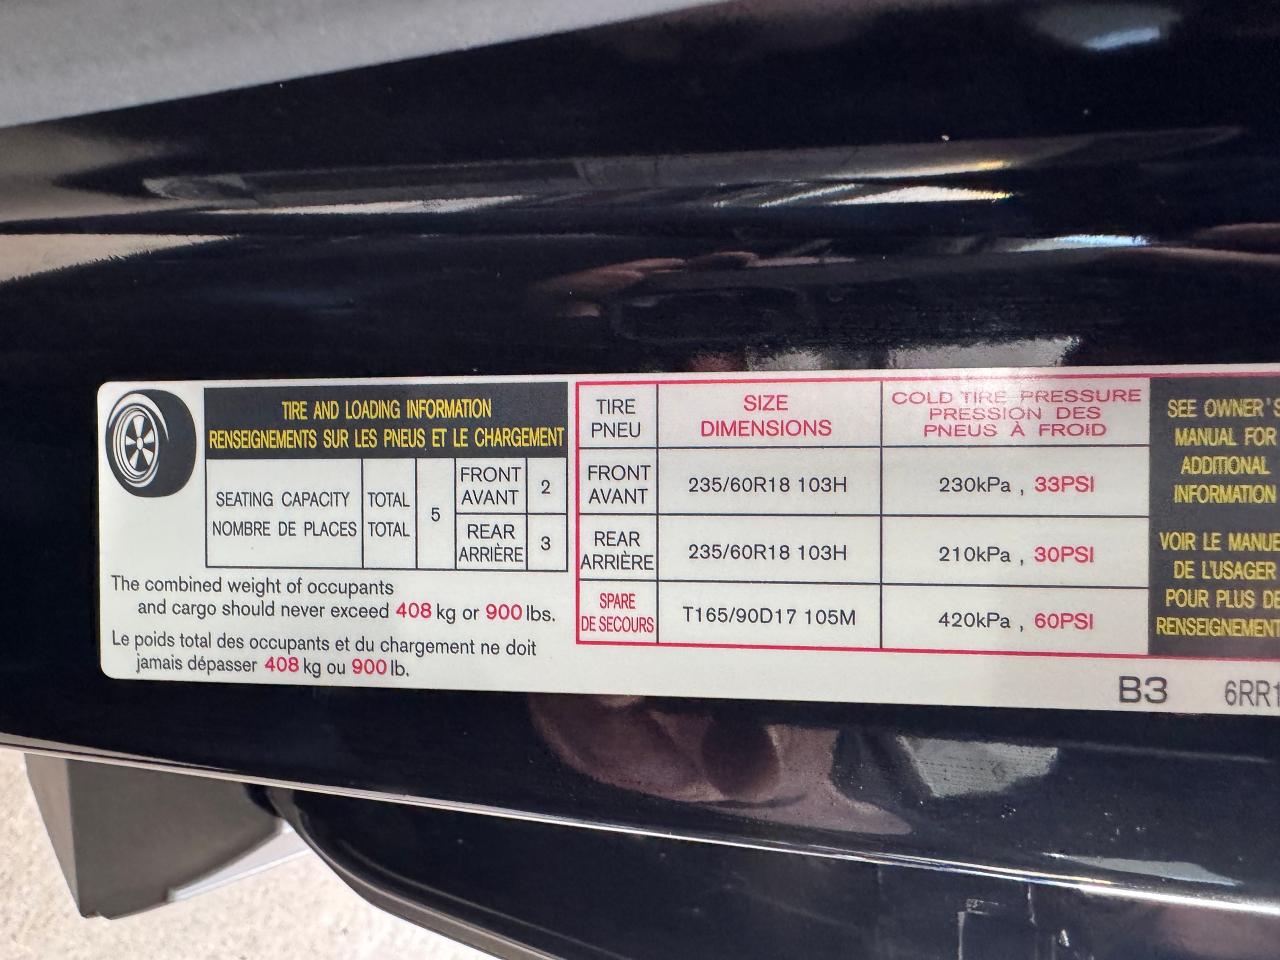 TIRE AND LOADING INFORMATION
RENSEIGNEMENTS SUR LES PNEUS ET LE CHARGEMENT
SEATING CAPACITY
NOMBRE DE PLACES
TOTAL
TOTAL
5
FRONT
AVANT
2
REAR
ARRIÈRE
3
The combined weight of occupants
and cargo should never exceed 408 kg or 900 lbs.
Le poids total des occupants et du chargement ne doit
jamais dépasser 408 kg ou 900 lb.
TIRE
PNEU
SIZE
DIMENSIONS
COLD TIRE PRESSURE
PRESSION DES
PNEUS À FROID
FRONT
AVANT
235/60R18 103H
230kPa , 33PSI
REAR
ARRIÈRE
235/60R18 103H
210kPa , 30PSI
SPARE
DE SECOURS
T165/90D17 105M
420kPa , 60PSI
SEE OWNER'S
MANUAL FOR
ADDITIONAL
INFORMATION
VOIR LE MANUE
DE L'USAGER
POUR PLUS DE
RENSEIGNEMENT
B3
6RR1